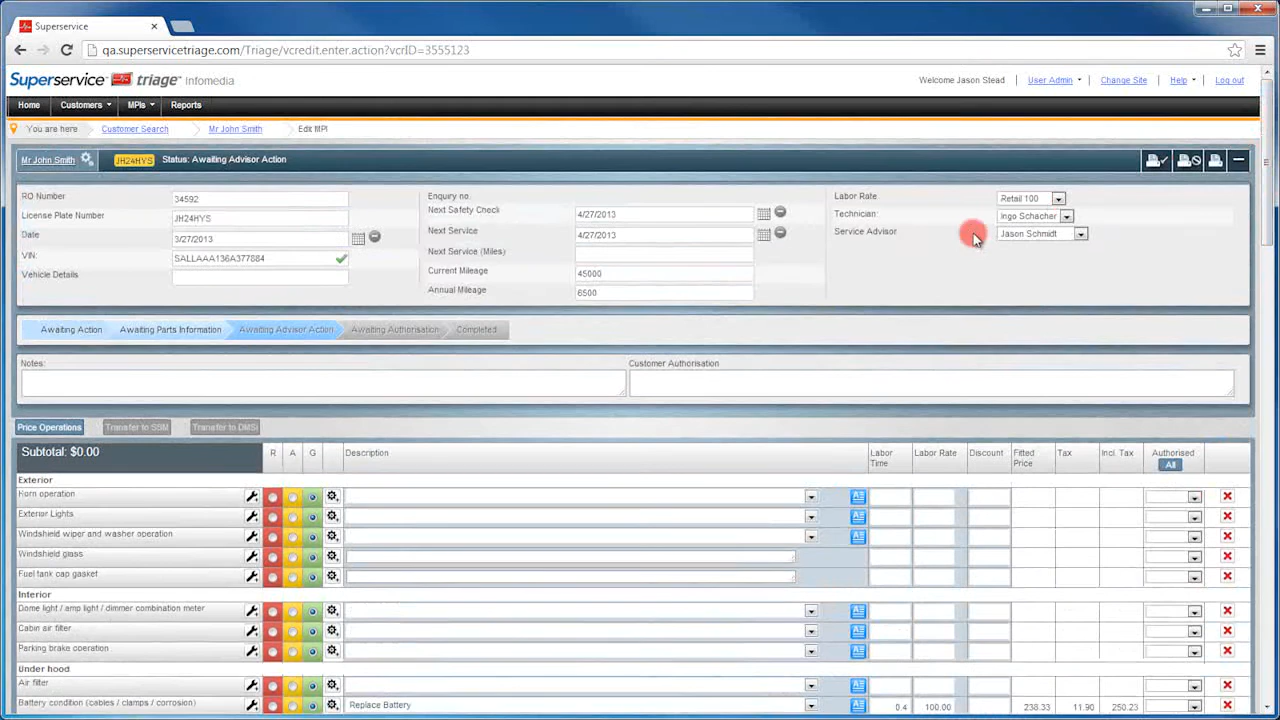 Superservice
qa.superservicetriage.com/Triage/vcredit.enter.action?vcrID=3555123
Superservice triage Infomedia
Welcome Jason Stead User Admin Change Site Help Log out
Home Customers MPIs Reports
You are here Customer Search Mr John Smith Edit MPI
Mr John Smith JH24HYS Status: Awaiting Advisor Action
RO Number 34592
License Plate Number JH24HYS
Date 3/27/2013
VIN: SALLAAA136A377884
Vehicle Details
Enquiry no.
Next Safety Check 4/27/2013
Next Service 4/27/2013
Next Service (Miles)
Current Mileage 45000
Annual Mileage 6500
Labor Rate: Retail 100
Technician: Ingo Schacher
Service Advisor Jason Schmidt
Awaiting Action Awaiting Parts Information Awaiting Advisor Action Awaiting Authorisation Completed
Notes: Customer Authorisation
Price Operations Transfer to SSM Transfer to DMS
Subtotal: $0.00 R A G Description Labor Time Labor Rate Discount Fitted Price Tax Incl. Tax Authorised All
Exterior
Horn operation
Exterior Lights
Windshield wiper and washer operation
Windshield glass
Fuel tank cap gasket
Interior
Dome light / amp light / dimmer combination meter
Cabin air filter
Parking brake operation
Under hood
Air filter
Battery condition (cables / clamps / corrosion) Replace Battery 0.4 100.00 238.33 11.90 250.23